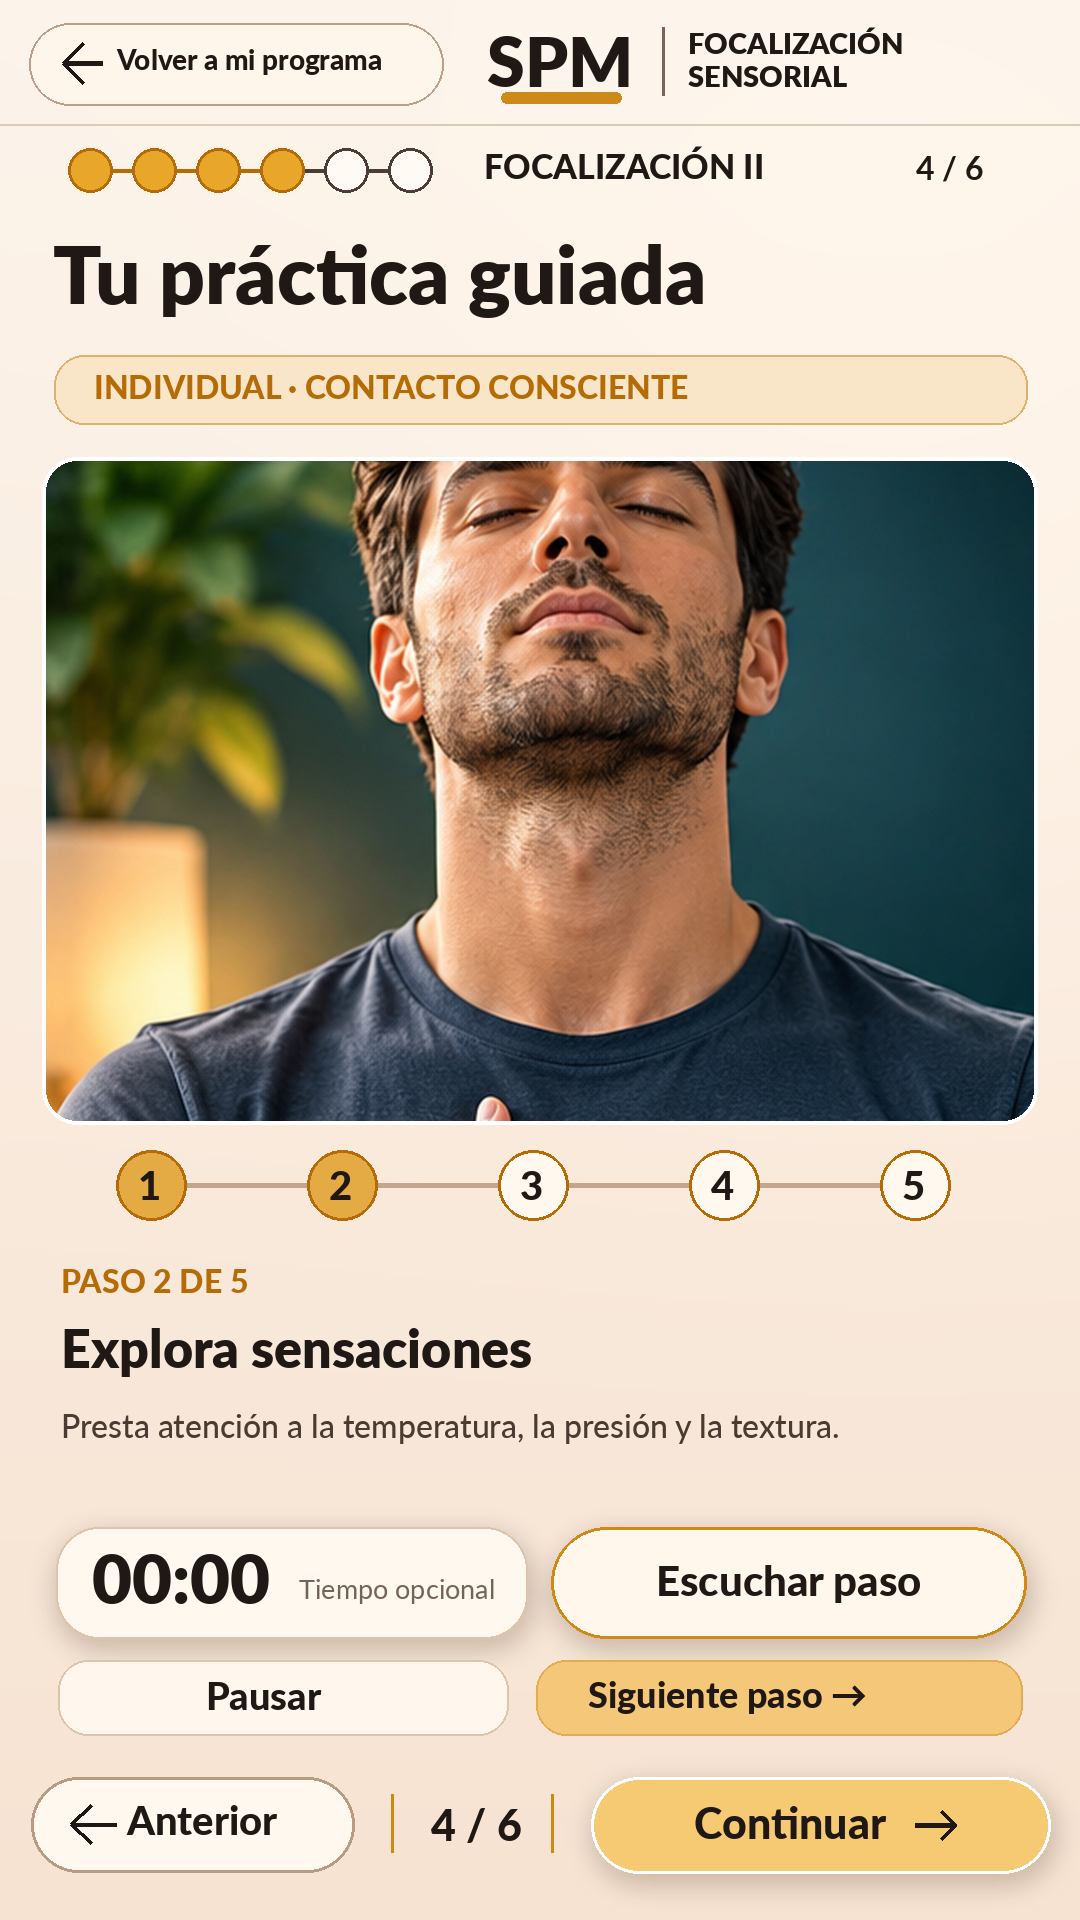 Volver a mi programa
SPM
FOCALIZACIÓN
SENSORIAL
FOCALIZACIÓN II
4 / 6
Tu práctica guiada
INDIVIDUAL · CONTACTO CONSCIENTE
1 2 3 4 5
PASO 2 DE 5
Explora sensaciones
Presta atención a la temperatura, la presión y la textura.
00:00 Tiempo opcional
Escuchar paso
Pausar
Siguiente paso →
← Anterior
4 / 6
Continuar →